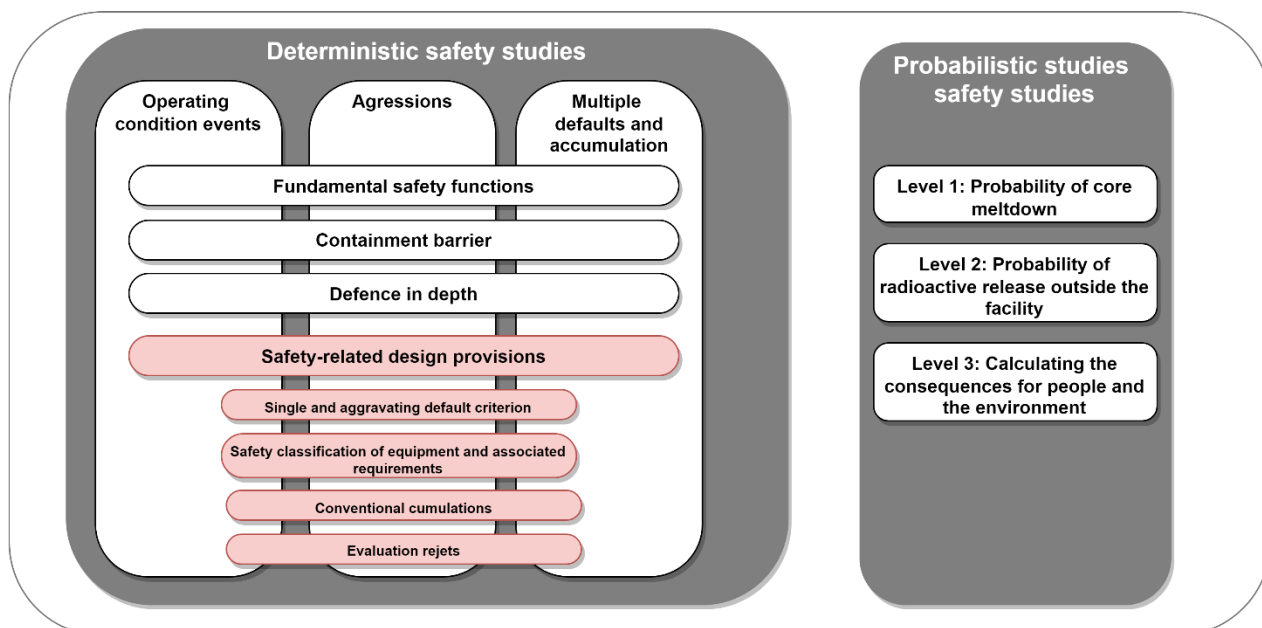 Deterministic safety studies
Operating
condition events
Agressions
Multiple
defaults and
accumulation
Fundamental safety functions
Containment barrier
Defence in depth
Safety-related design provisions
Single and aggravating default criterion
Safety classification of equipment and associated
requirements
Conventional cumulations
Evaluation rejets
Probabilistic studies
safety studies
Level 1: Probability of core
meltdown
Level 2: Probability of
radioactive release outside the
facility
Level 3: Calculating the
consequences for people and
the environment